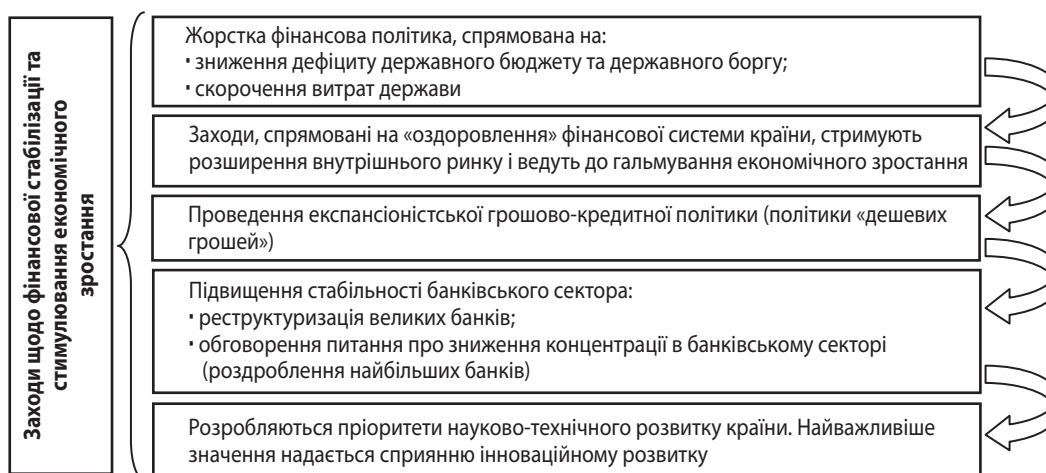 Заходи щодо фінансової стабілізації та
стимулювання економічного
зростання
Жорстка фінансова політика, спрямована на:
· зниження дефіциту державного бюджету та державного боргу;
· скорочення витрат держави
Заходи, спрямовані на «оздоровлення» фінансової системи країни, стримують
розширення внутрішнього ринку і ведуть до гальмування економічного зростання
Проведення експансіоністської грошово-кредитної політики (політики «дешевих
грошей»)
Підвищення стабільності банківського сектора:
· реструктуризація великих банків;
· обговорення питання про зниження концентрації в банківському секторі
(роздроблення найбільших банків)
Розробляються пріоритети науково-технічного розвитку країни. Найважливіше
значення надається сприянню інноваційному розвитку